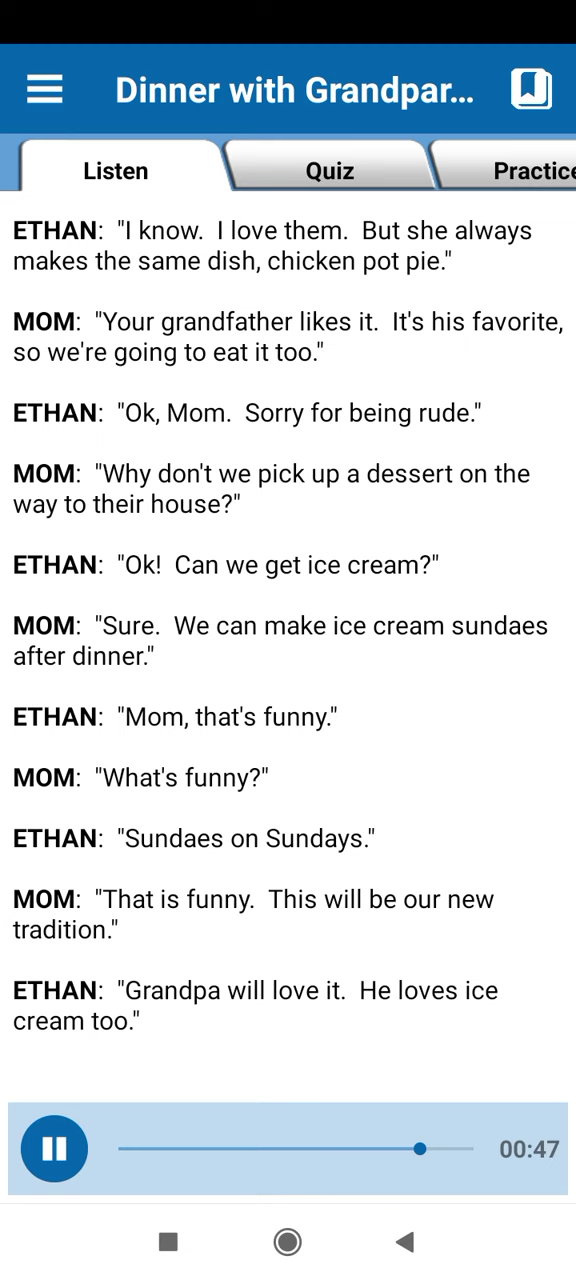 Dinner with Grandpar...
Listen
Quiz
Practice
ETHAN:  "I know.  I love them.  But she always
makes the same dish, chicken pot pie."
MOM:  "Your grandfather likes it.  It's his favorite,
so we're going to eat it too."
ETHAN:  "Ok, Mom.  Sorry for being rude."
MOM:  "Why don't we pick up a dessert on the
way to their house?"
ETHAN:  "Ok!  Can we get ice cream?"
MOM:  "Sure.  We can make ice cream sundaes
after dinner."
ETHAN:  "Mom, that's funny."
MOM:  "What's funny?"
ETHAN:  "Sundaes on Sundays."
MOM:  "That is funny.  This will be our new
tradition."
ETHAN:  "Grandpa will love it.  He loves ice
cream too."
00:47